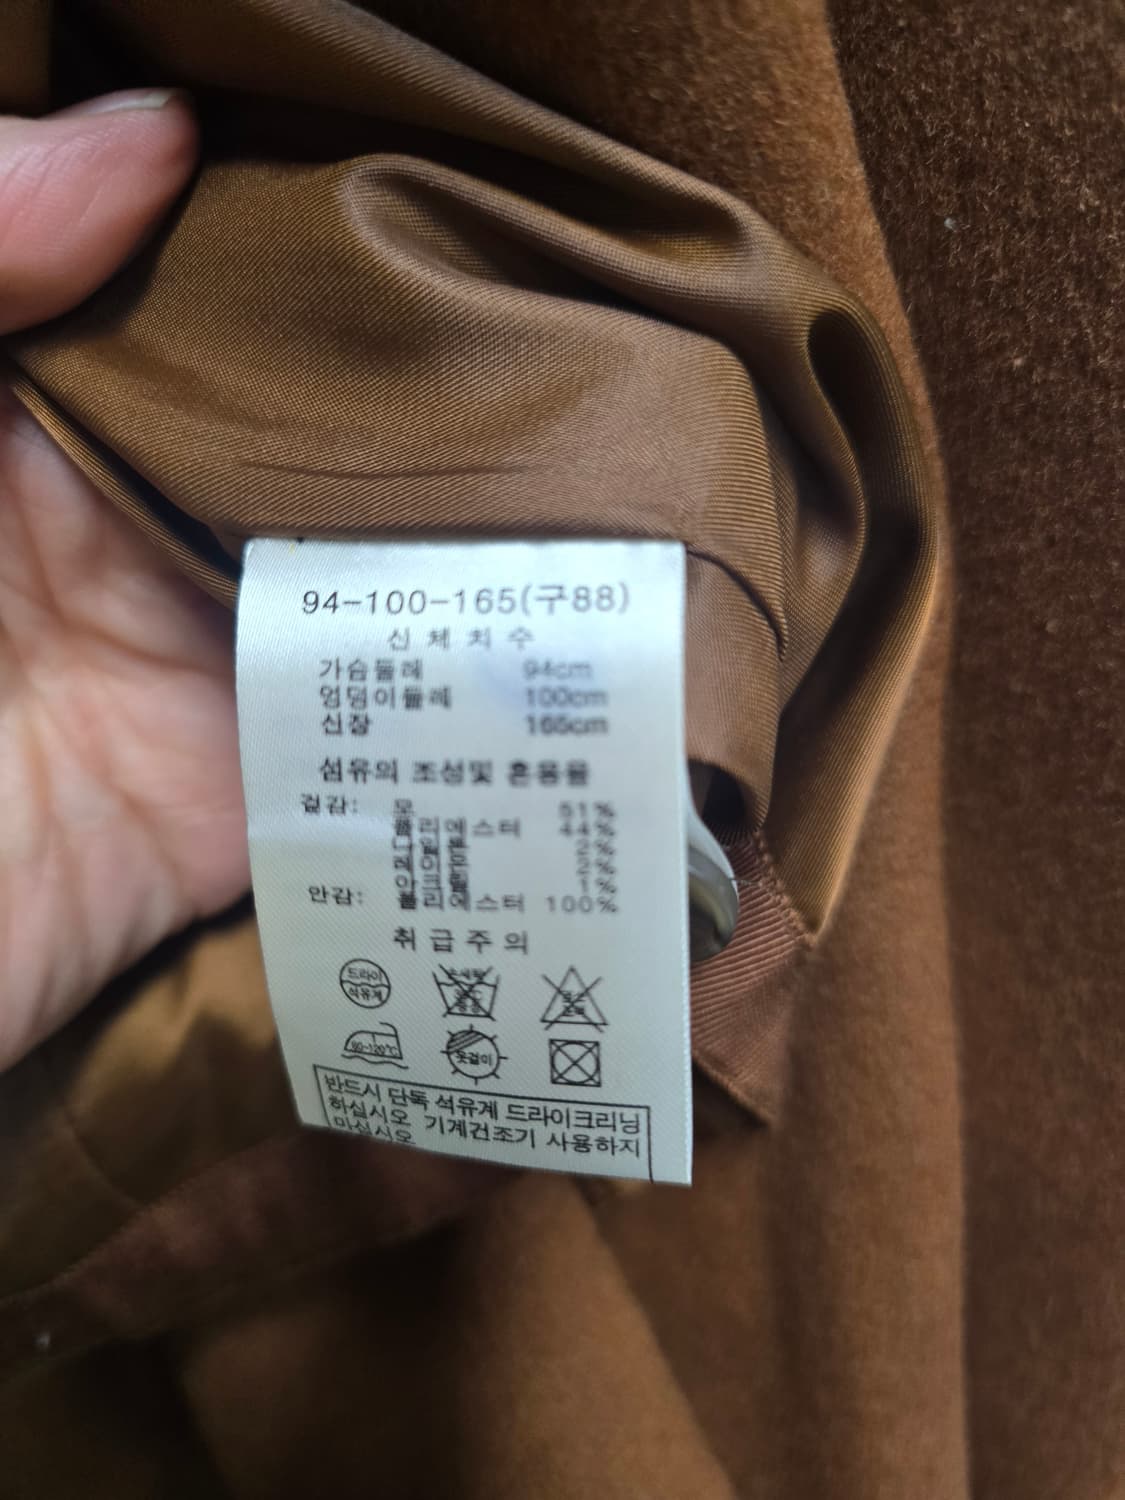 94-100-165(구88)
신체치수
가슴둘레 94cm
엉덩이둘레 100cm
신장 165cm
섬유의 조성및 혼용율
겉감: 모 51%
폴리에스터 44%
나일론 2%
레이온 2%
아크릴 1%
안감: 폴리에스터 100%
취급주의
드라이
석유계
80-120℃
옷걸이
반드시 단독 석유계 드라이크리닝
하십시오 기계건조기 사용하지
마십시오